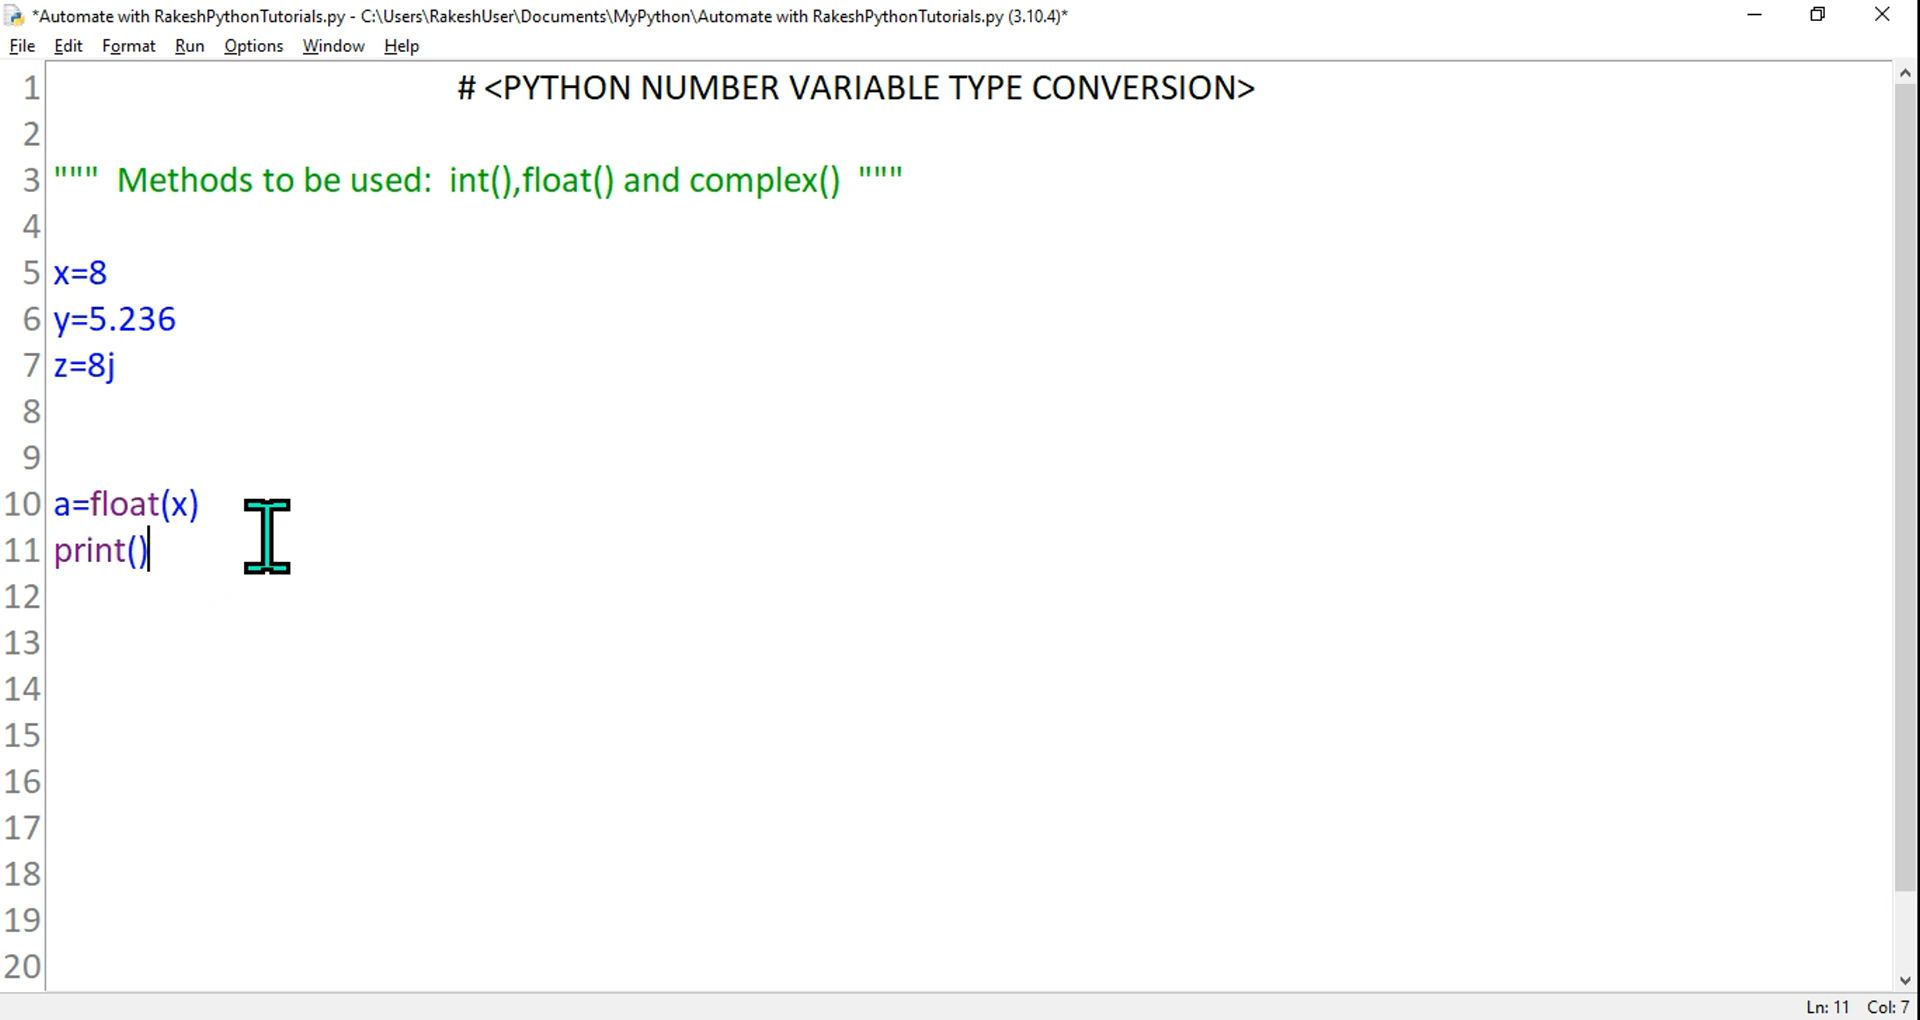 *Automate with RakeshPythonTutorials.py - C:\Users\RakeshUser\Documents\MyPython\Automate with RakeshPythonTutorials.py (3.10.4)*
File Edit Format Run Options Window Help
1 # <PYTHON NUMBER VARIABLE TYPE CONVERSION>
2
3 """ Methods to be used: int(),float() and complex() """
4
5 x=8
6 y=5.236
7 z=8j
8
9
10 a=float(x)
11 print()
12
13
14
15
16
17
18
19
20
Ln: 11 Col: 7